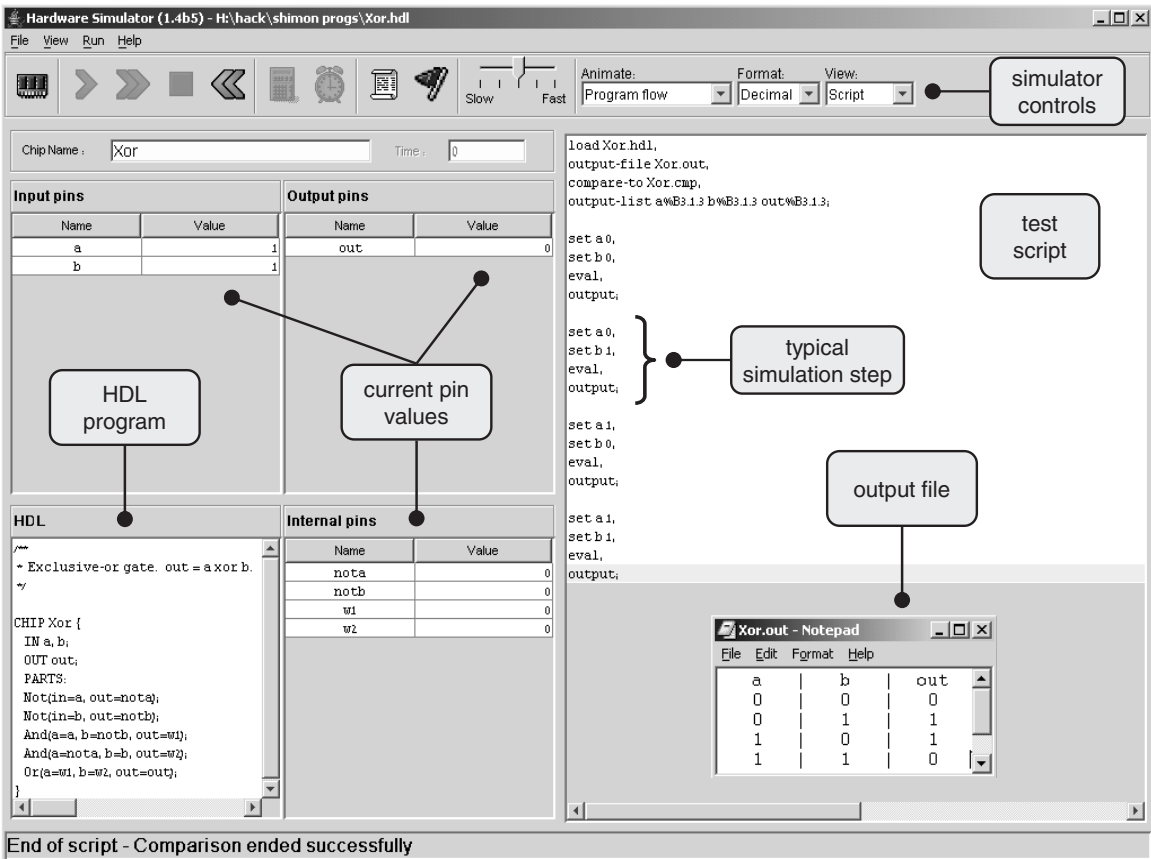 Hardware Simulator (1.4b5) - H:\hack\shimon progs\Xor.hdl
File View Run Help
Slow Fast
Animate: Format: View:
Program flow Decimal Script
simulator
controls
Chip Name : Xor Time : 0
Input pins
Name Value
a 1
b 1
Output pins
Name Value
out 0
HDL
program
current pin
values
HDL
/**
* Exclusive-or gate. out = a xor b.
*/
CHIP Xor {
IN a, b;
OUT out;
PARTS:
Not(in=a, out=nota);
Not(in=b, out=notb);
And(a=a, b=notb, out=w1);
And(a=nota, b=b, out=w2);
Or(a=w1, b=w2, out=out);
}
Internal pins
Name Value
nota 0
notb 0
w1 0
w2 0
load Xor.hdl,
output-file Xor.out,
compare-to Xor.cmp,
output-list a%B3.1.3 b%B3.1.3 out%B3.1.3;
set a 0,
set b 0,
eval,
output;
set a 0,
set b 1,
eval,
output;
set a 1,
set b 0,
eval,
output;
set a 1,
set b 1,
eval,
output;
test
script
typical
simulation step
output file
Xor.out - Notepad
File Edit Format Help
a | b | out
0 | 0 | 0
0 | 1 | 1
1 | 0 | 1
1 | 1 | 0
End of script - Comparison ended successfully